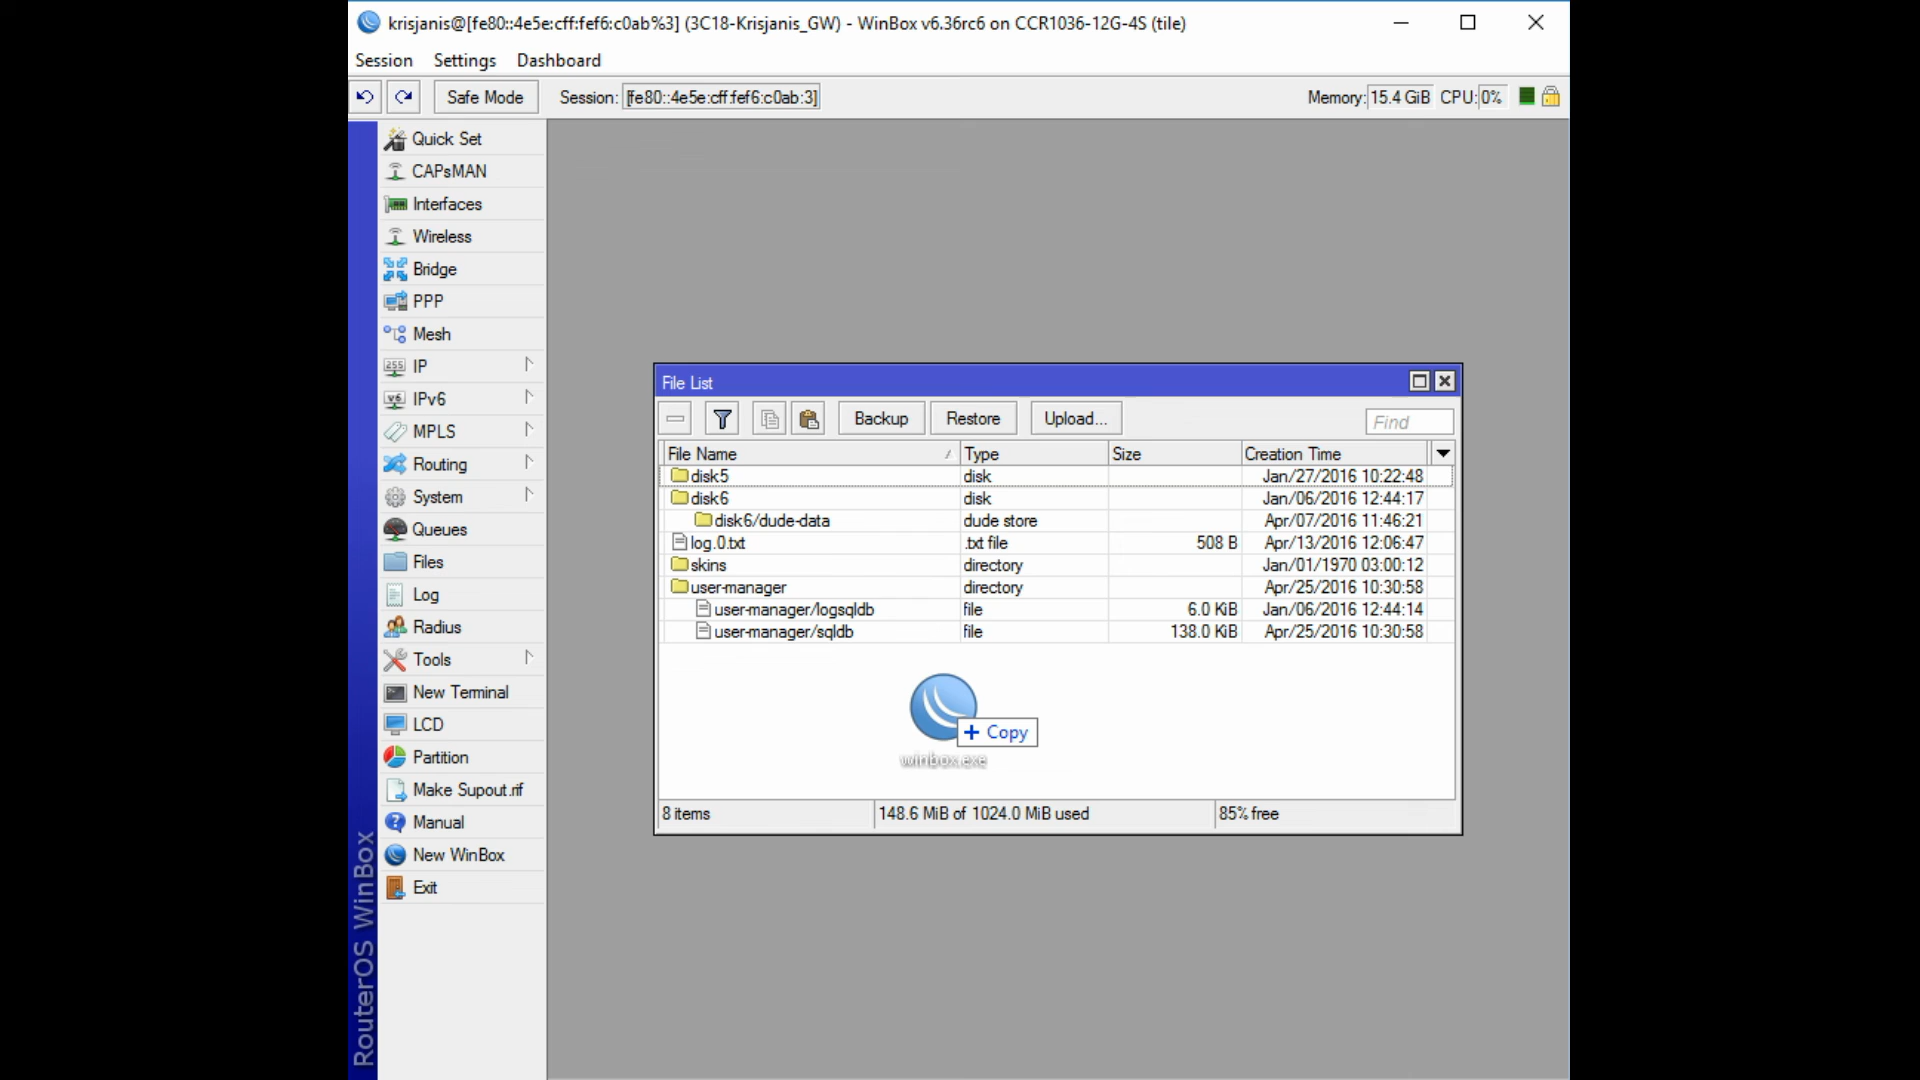 krisjanis@[fe80::4e5e:cff:fef6:c0ab%3] (3C18-Krisjanis_GW) - WinBox v6.36rc6 on CCR1036-12G-4S (tile)
Session Settings Dashboard
Safe Mode Session: [fe80::4e5e:cff:fef6:c0ab:3] Memory: 15.4 GiB CPU: 0%
RouterOS WinBox
Quick Set
CAPsMAN
Interfaces
Wireless
Bridge
PPP
Mesh
IP
IPv6
MPLS
Routing
System
Queues
Files
Log
Radius
Tools
New Terminal
LCD
Partition
Make Supout.rif
Manual
New WinBox
Exit
File List
Backup Restore Upload... Find
File Name Type Size Creation Time
disk5 disk Jan/27/2016 10:22:48
disk6 disk Jan/06/2016 12:44:17
disk6/dude-data dude store Apr/07/2016 11:46:21
log.0.txt .txt file 508 B Apr/13/2016 12:06:47
skins directory Jan/01/1970 03:00:12
user-manager directory Apr/25/2016 10:30:58
user-manager/logsqldb file 6.0 KiB Jan/06/2016 12:44:14
user-manager/sqldb file 138.0 KiB Apr/25/2016 10:30:58
+ Copy
winbox.exe
8 items 148.6 MiB of 1024.0 MiB used 85% free